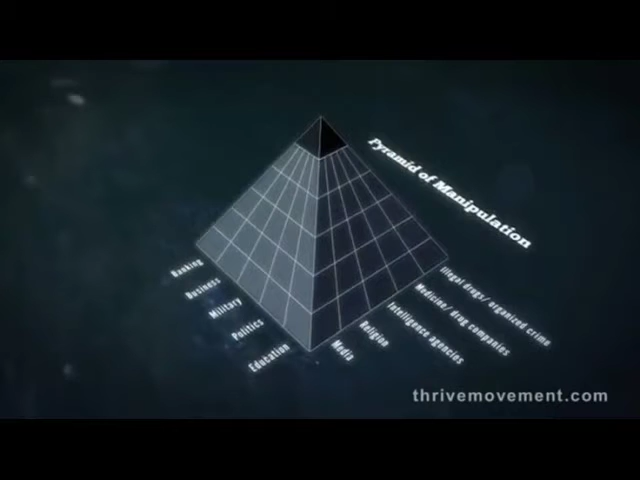 Pyramid of Manipulation
Banking
Business
Military
Politics
Education
Media
Religion
Intelligence agencies
Medicine/ drug companies
Illegal drugs/ organized crime
thrivemovement.com